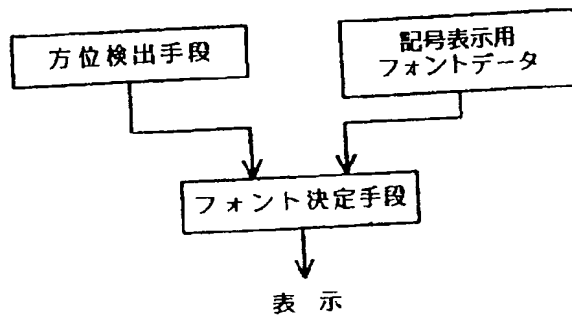 方位検出手段
記号表示用
フォントデータ
フォント決定手段
表示